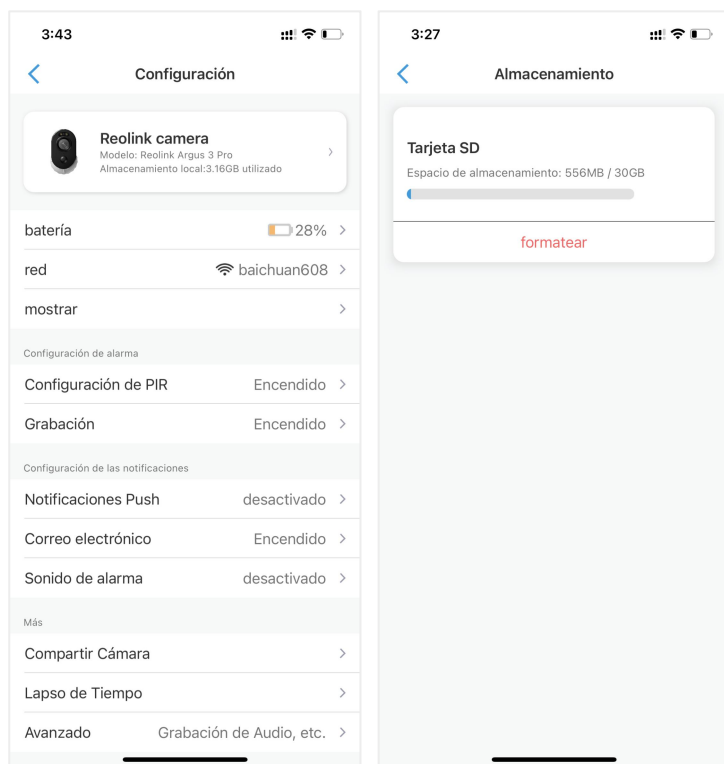 3:43
Configuración
Reolink camera
Modelo: Reolink Argus 3 Pro
Almacenamiento local:3.16GB utilizado
batería 28%
red baichuan608
mostrar
Configuración de alarma
Configuración de PIR Encendido
Grabación Encendido
Configuración de las notificaciones
Notificaciones Push desactivado
Correo electrónico Encendido
Sonido de alarma desactivado
Más
Compartir Cámara
Lapso de Tiempo
Avanzado Grabación de Audio, etc.
3:27
Almacenamiento
Tarjeta SD
Espacio de almacenamiento: 556MB / 30GB
formatear